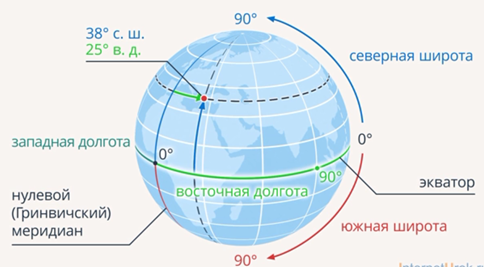 90°
38° с. ш.
25° в. д.
северная широта
западная долгота
0°
0°
90°
восточная долгота
экватор
нулевой
(Гринвичский)
меридиан
южная широта
90°